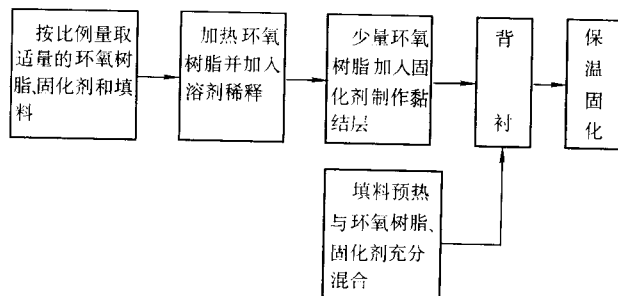 按比例量取
适量的环氧树
脂、固化剂和填
料
加热环氧
树脂并加入
溶剂稀释
少量环氧
树脂加入固
化剂制作黏
结层
背
衬
保
温
固
化
填料预热
与环氧树脂、
固化剂充分
混合